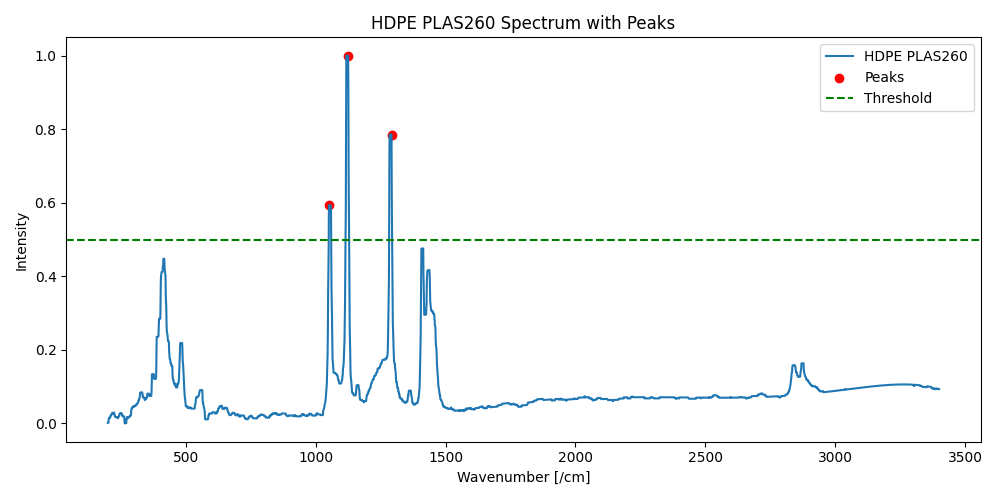 HDPE PLAS260 Spectrum with Peaks
HDPE PLAS260
Peaks
Threshold
Intensity
1.0
0.8
0.6
0.4
0.2
0.0
500 1000 1500 2000 2500 3000 3500
Wavenumber [/cm]